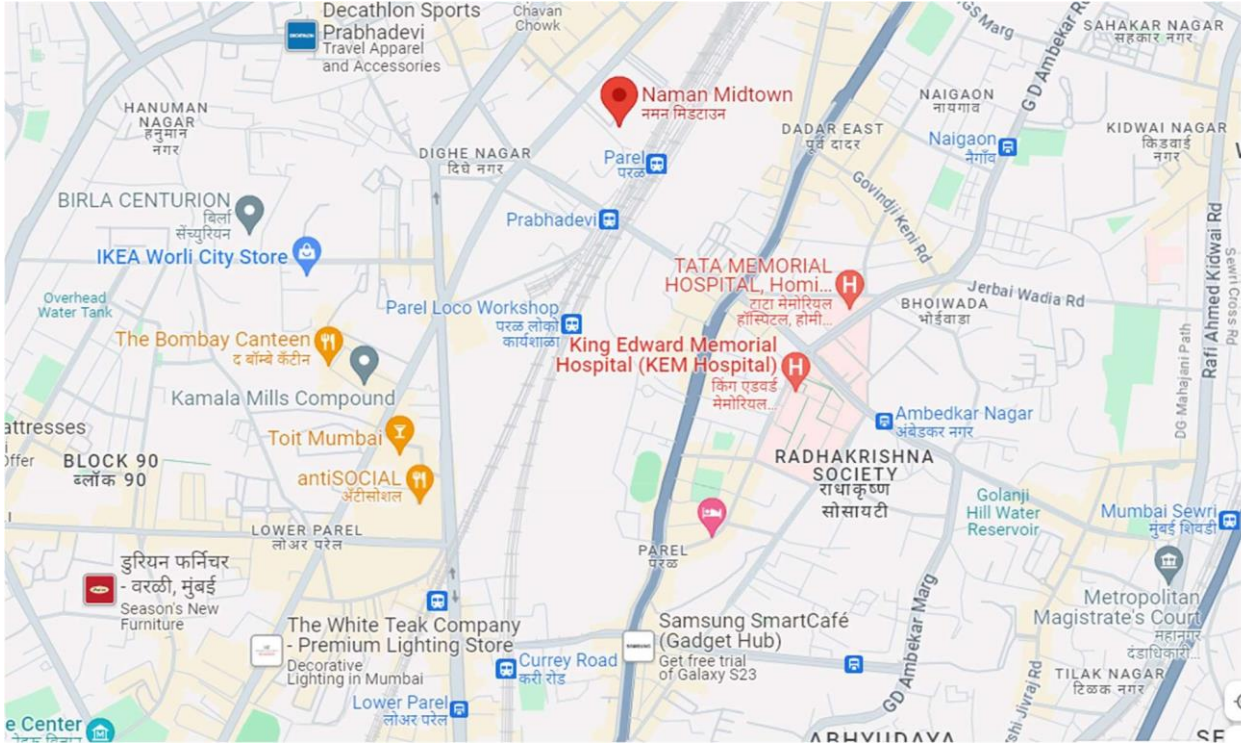 Decathlon Sports
Prabhadevi
Travel Apparel
and Accessories
Chavan
Chowk
GS Marg
GD Ambekar Rd
SAHAKAR NAGAR
सहकार नगर
HANUMAN
NAGAR
हनुमान
नगर
Naman Midtown
नमन मिडटाउन
DADAR EAST
पूर्व दादर
NAIGAON
नायगाव
Naigaon
नैगाँव
KIDWAI NAGAR
किडवाई
नगर
DIGHE NAGAR
दिघे नगर
Parel
परळ
Govindji Keni Rd
BIRLA CENTURION
बिर्ला
सेंच्युरियन
Prabhadevi
IKEA Worli City Store
TATA MEMORIAL
HOSPITAL, Homi...
टाटा मेमोरियल
हॉस्पिटल, होमी...
Jerbai Wadia Rd
BHOIWADA
भोईवाडा
Rafi Ahmed Kidwai Rd
Sewri Cross Rd
Overhead
Water Tank
Parel Loco Workshop
परळ लोको
कार्यशाळा
The Bombay Canteen
द बॉम्बे कॅंटीन
King Edward Memorial
Hospital (KEM Hospital)
किंग एडवर्ड
मेमोरियल...
DG Mahajani Path
Kamala Mills Compound
Ambedkar Nagar
अंबेडकर नगर
attresses
Offer
Toit Mumbai
BLOCK 90
ब्लॉक 90
antiSOCIAL
अँटीसोशल
RADHAKRISHNA
SOCIETY
राधाकृष्ण
सोसायटी
Golanji
Hill Water
Reservoir
Mumbai Sewri
मुंबई शिवडी
LOWER PAREL
लोअर परेल
PAREL
परळ
डुरियन फर्निचर
- वरळी, मुंबई
Season's New
Furniture
Metropolitan
Magistrate's Court
महानगर
दंडाधिकारी...
The White Teak Company
- Premium Lighting Store
Decorative
Lighting in Mumbai
Samsung SmartCafé
(Gadget Hub)
Get free trial
of Galaxy S23
Currey Road
करी रोड
GD Ambekar Marg
TILAK NAGAR
टिळक नगर
Lower Parel
लोअर परेल
rshi Jivraj Rd
e Center
ABHYUDAYA
SE